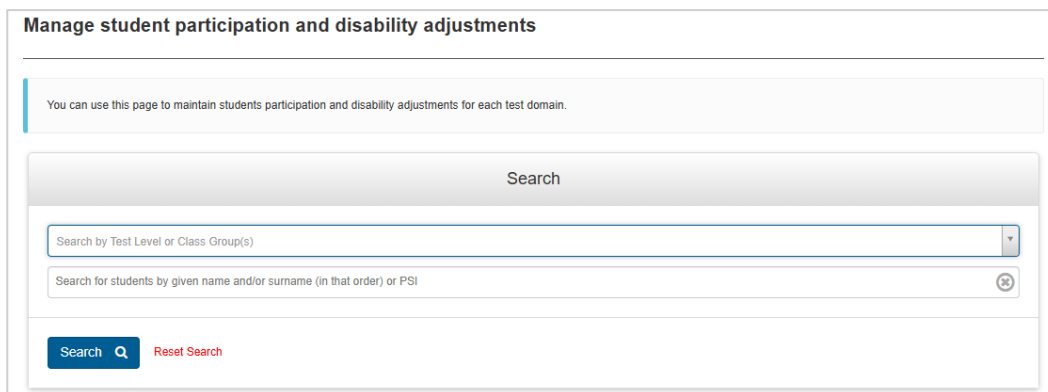 Manage student participation and disability adjustments
You can use this page to maintain students participation and disability adjustments for each test domain.
Search
Search by Test Level or Class Group(s)
Search for students by given name and/or surname (in that order) or PSI
Search
Reset Search